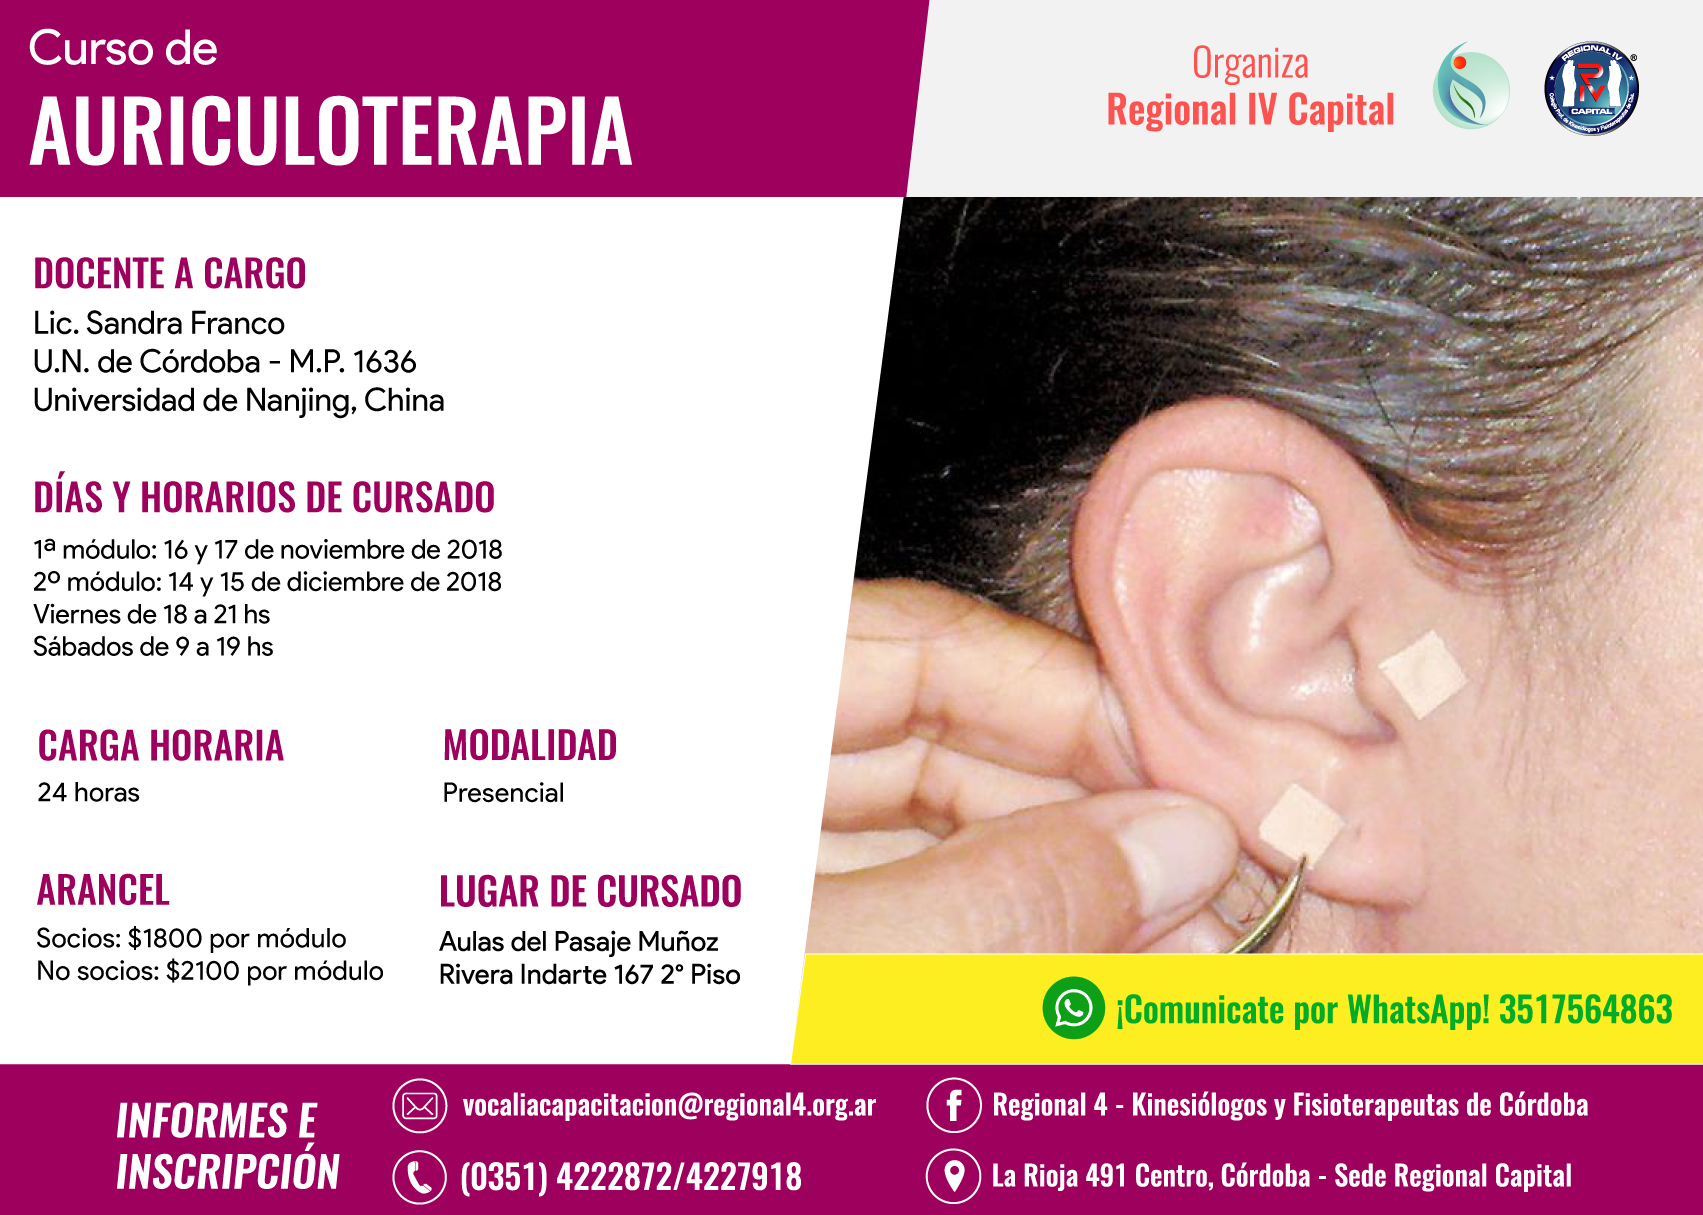 Curso de
AURICULOTERAPIA
Organiza
Regional IV Capital
REGIONAL IV
CAPITAL
DOCENTE A CARGO
Lic. Sandra Franco
U.N. de Córdoba - M.P. 1636
Universidad de Nanjing, China
DÍAS Y HORARIOS DE CURSADO
1ª módulo: 16 y 17 de noviembre de 2018
2º módulo: 14 y 15 de diciembre de 2018
Viernes de 18 a 21 hs
Sábados de 9 a 19 hs
CARGA HORARIA
24 horas
MODALIDAD
Presencial
ARANCEL
Socios: $1800 por módulo
No socios: $2100 por módulo
LUGAR DE CURSADO
Aulas del Pasaje Muñoz
Rivera Indarte 167 2° Piso
¡Comunicate por WhatsApp! 3517564863
INFORMES E
INSCRIPCIÓN
vocaliacapacitacion@regional4.org.ar
(0351) 4222872/4227918
Regional 4 - Kinesiólogos y Fisioterapeutas de Córdoba
La Rioja 491 Centro, Córdoba - Sede Regional Capital